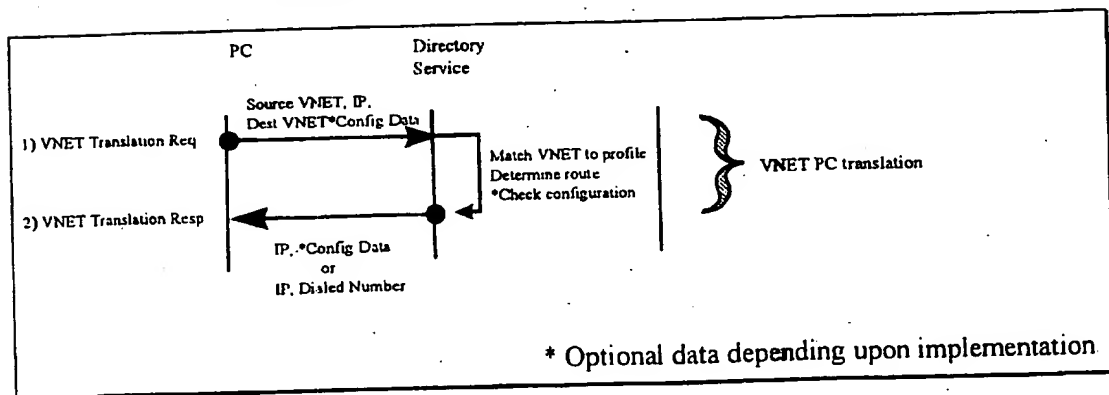 PC
Directory
Service
Source VNET, IP,
Dest VNET*Config Data
1) VNET Translation Req
Match VNET to profile
Determine route
*Check configuration
VNET PC translation
2) VNET Translation Resp
IP, *Config Data
or
IP, Dialed Number
* Optional data depending upon implementation